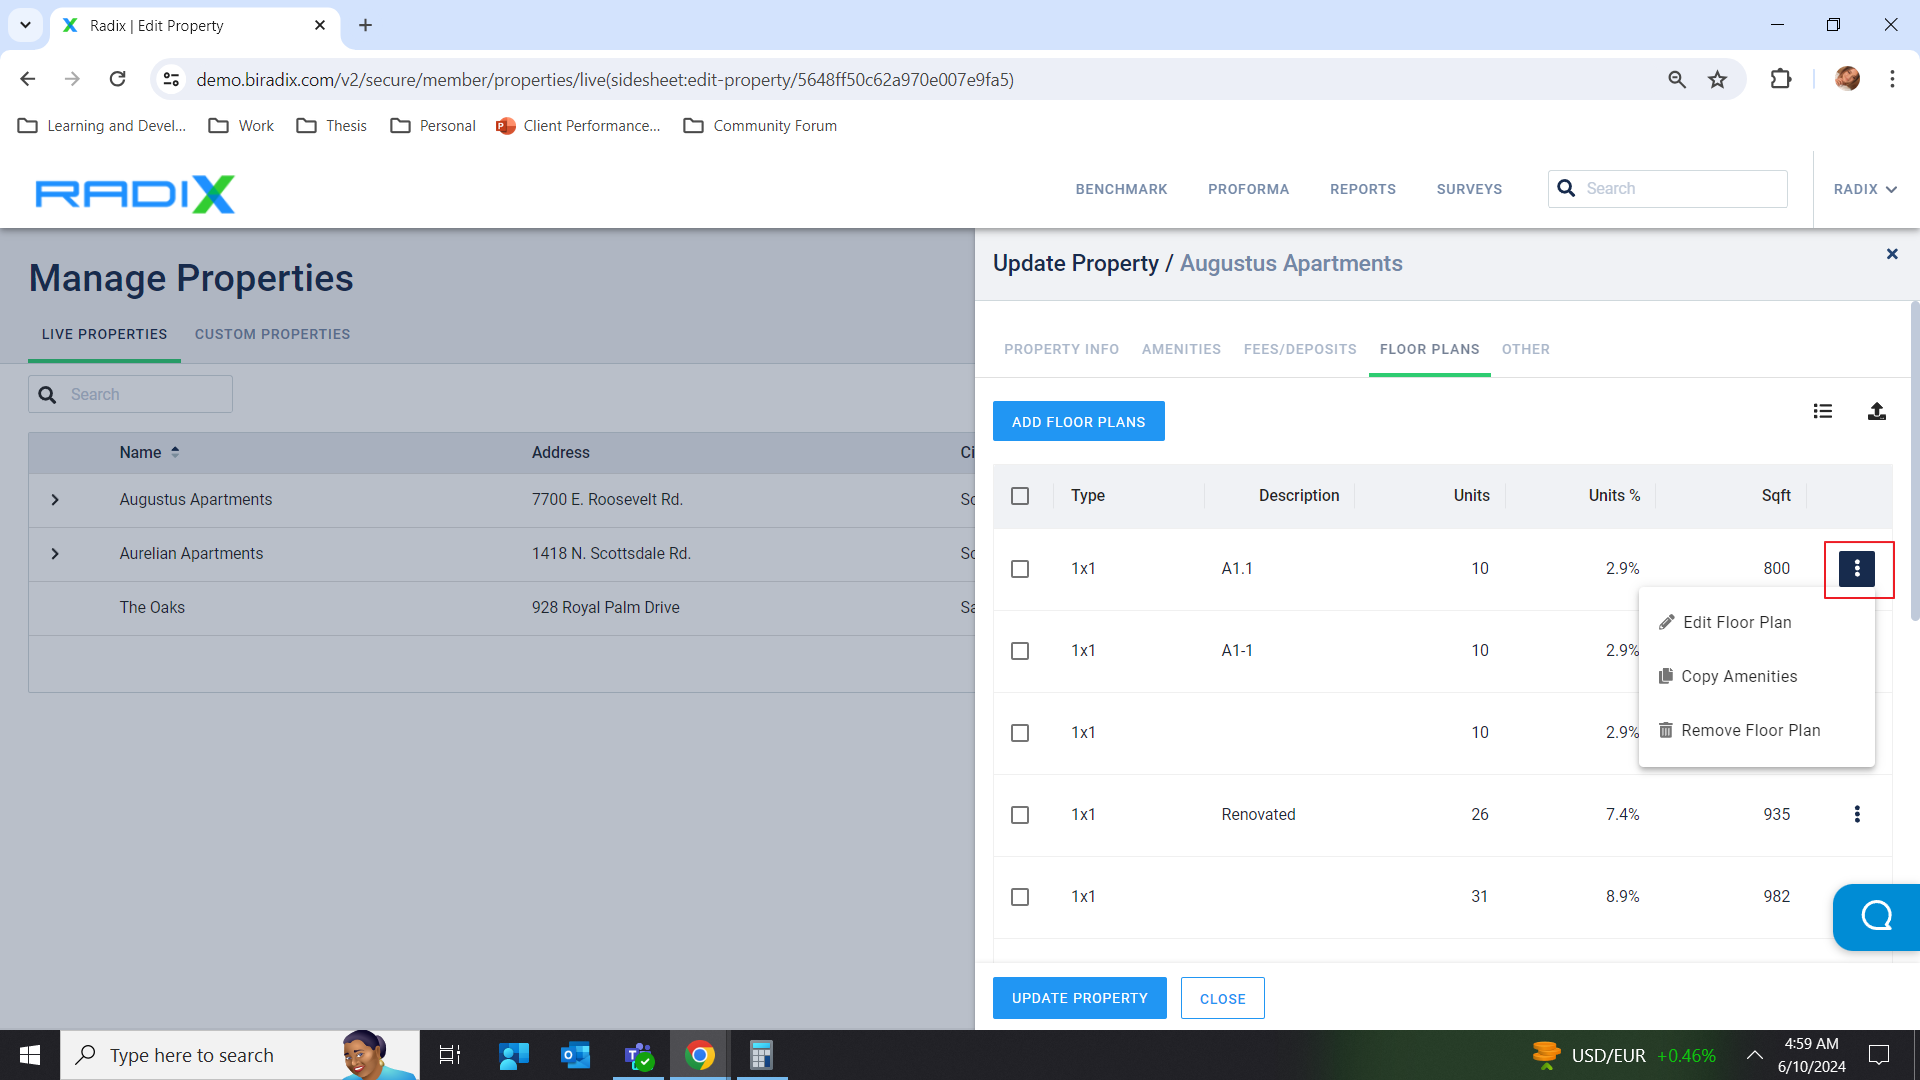 Radix | Edit Property
demo.biradix.com/v2/secure/member/properties/live(sidesheet:edit-property/5648ff50c62a970e007e9fa5)
Learning and Devel... Work Thesis Personal Client Performance... Community Forum
RADIX BENCHMARK PROFORMA REPORTS SURVEYS Search RADIX
Manage Properties
LIVE PROPERTIES CUSTOM PROPERTIES
Search
Name Address Ci
Augustus Apartments 7700 E. Roosevelt Rd. Sc
Aurelian Apartments 1418 N. Scottsdale Rd. Sc
The Oaks 928 Royal Palm Drive Sa
Update Property / Augustus Apartments
PROPERTY INFO AMENITIES FEES/DEPOSITS FLOOR PLANS OTHER
ADD FLOOR PLANS
Type Description Units Units % Sqft
1x1 A1.1 10 2.9% 800
Edit Floor Plan
1x1 A1-1 10 2.9%
Copy Amenities
1x1 10 2.9%
Remove Floor Plan
1x1 Renovated 26 7.4% 935
1x1 31 8.9% 982
UPDATE PROPERTY CLOSE
Type here to search
USD/EUR +0.46%
4:59 AM
6/10/2024